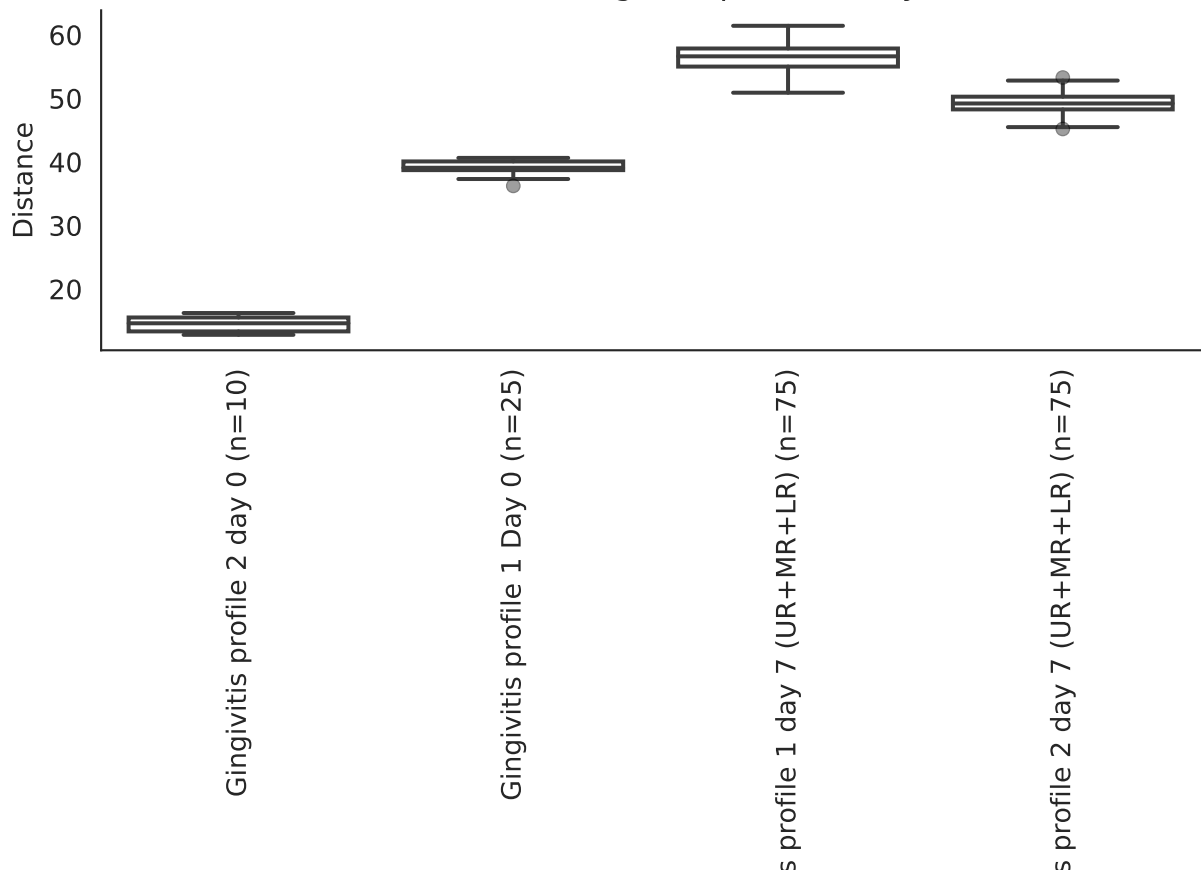 60
50
40
30
20
Distance
Gingivitis profile 2 day 0 (n=10)
Gingivitis profile 1 Day 0 (n=25)
s profile 1 day 7 (UR+MR+LR) (n=75)
s profile 2 day 7 (UR+MR+LR) (n=75)